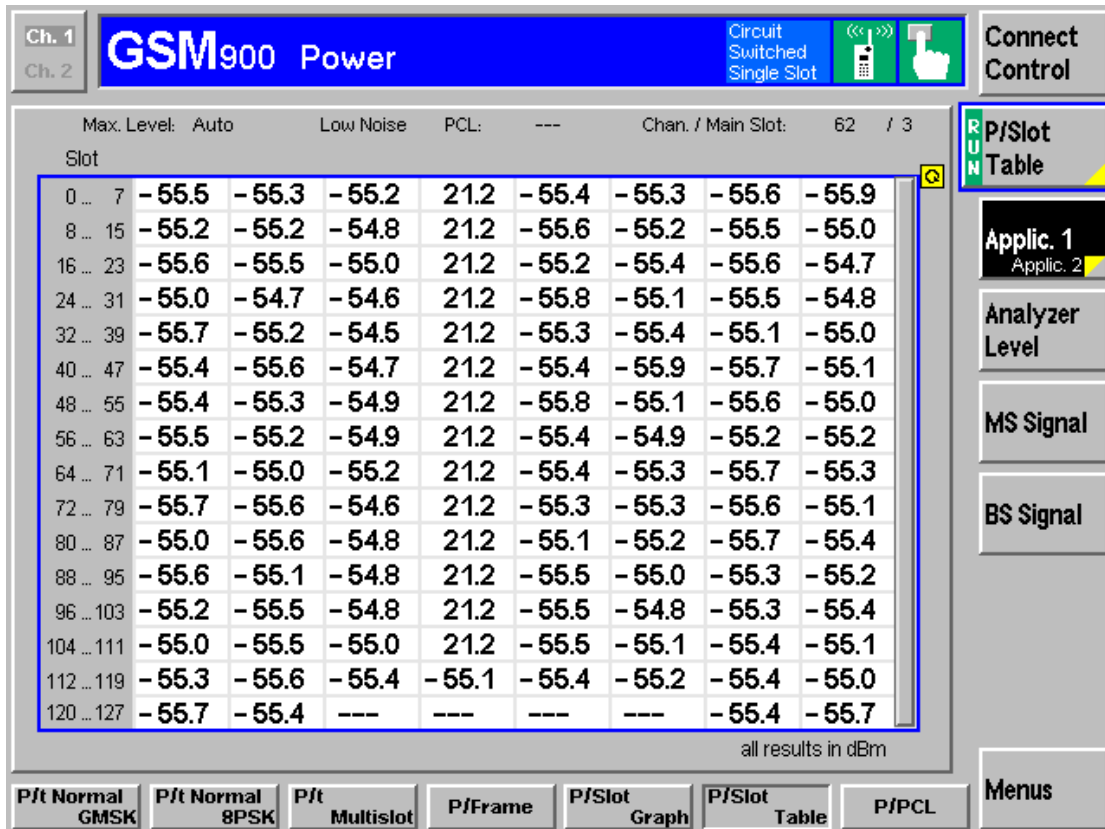 Ch. 1
Ch. 2
GSM900 Power
Circuit
Switched
Single Slot
Connect
Control
Max. Level: Auto Low Noise PCL: --- Chan. / Main Slot: 62 / 3
Slot
RUN
P/Slot
Table
0 ... 7 -55.5 -55.3 -55.2 21.2 -55.4 -55.3 -55.6 -55.9
8 ... 15 -55.2 -55.2 -54.8 21.2 -55.6 -55.2 -55.5 -55.0
16 ... 23 -55.6 -55.5 -55.0 21.2 -55.2 -55.4 -55.6 -54.7
24 ... 31 -55.0 -54.7 -54.6 21.2 -55.8 -55.1 -55.5 -54.8
32 ... 39 -55.7 -55.2 -54.5 21.2 -55.3 -55.4 -55.1 -55.0
40 ... 47 -55.4 -55.6 -54.7 21.2 -55.4 -55.9 -55.7 -55.1
48 ... 55 -55.4 -55.3 -54.9 21.2 -55.8 -55.1 -55.6 -55.0
56 ... 63 -55.5 -55.2 -54.9 21.2 -55.4 -54.9 -55.2 -55.2
64 ... 71 -55.1 -55.0 -55.2 21.2 -55.4 -55.3 -55.7 -55.3
72 ... 79 -55.7 -55.6 -54.6 21.2 -55.3 -55.3 -55.6 -55.1
80 ... 87 -55.0 -55.6 -54.8 21.2 -55.1 -55.2 -55.7 -55.4
88 ... 95 -55.6 -55.1 -54.8 21.2 -55.5 -55.0 -55.3 -55.2
96 ... 103 -55.2 -55.5 -54.8 21.2 -55.5 -54.8 -55.3 -55.4
104 ... 111 -55.0 -55.5 -55.0 21.2 -55.5 -55.1 -55.4 -55.1
112 ... 119 -55.3 -55.6 -55.4 -55.1 -55.4 -55.2 -55.4 -55.0
120 ... 127 -55.7 -55.4 --- --- --- --- -55.4 -55.7
all results in dBm
Applic. 1
Applic. 2
Analyzer
Level
MS Signal
BS Signal
Menus
P/t Normal
GMSK
P/t Normal
8PSK
P/t
Multislot
P/Frame
P/Slot
Graph
P/Slot
Table
P/PCL